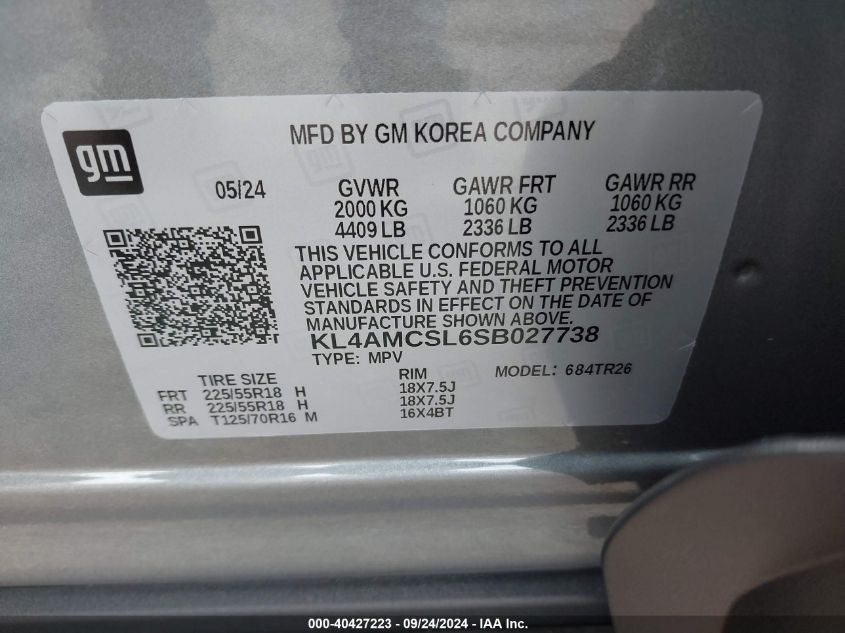 gm
MFD BY GM KOREA COMPANY
05/24
GVWR
2000 KG
4409 LB
GAWR FRT
1060 KG
2336 LB
GAWR RR
1060 KG
2336 LB
THIS VEHICLE CONFORMS TO ALL
APPLICABLE U.S. FEDERAL MOTOR
VEHICLE SAFETY AND THEFT PREVENTION
STANDARDS IN EFFECT ON THE DATE OF
MANUFACTURE SHOWN ABOVE.
KL4AMCSL6SB027738
TYPE: MPV
MODEL: 684TR26
TIRE SIZE RIM
FRT 225/55R18 H 18X7.5J
RR 225/55R18 H 18X7.5J
SPA T125/70R16 M 16X4BT
000-40427223 - 09/24/2024 - IAA Inc.